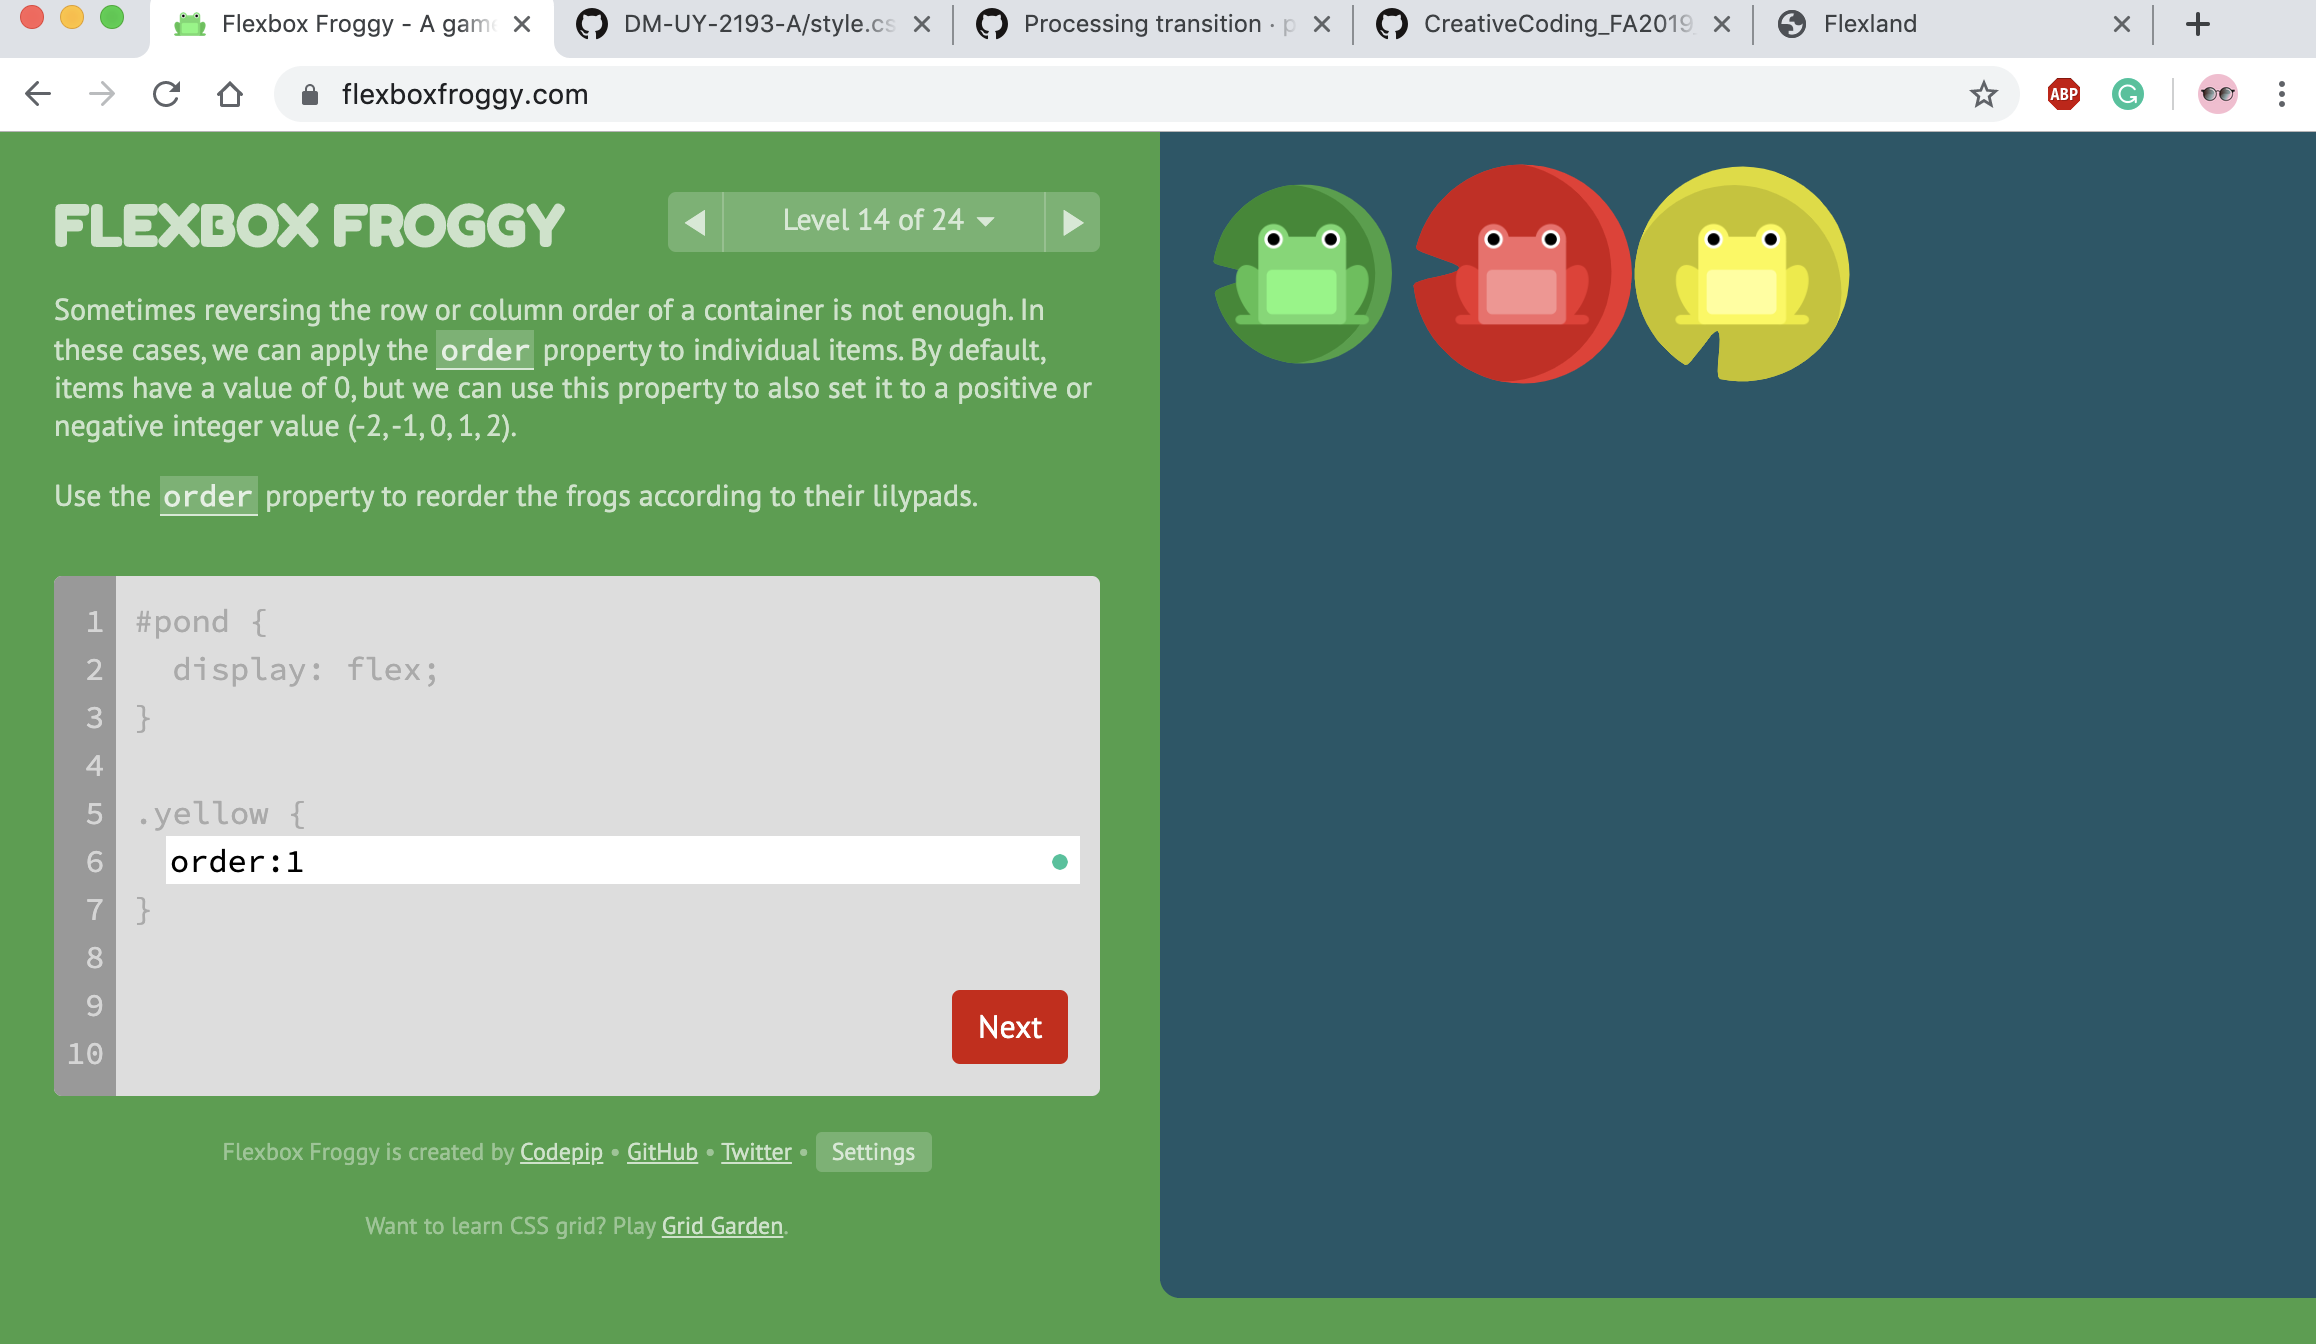 Flexbox Froggy - A game
DM-UY-2193-A/style.cs
Processing transition · p
CreativeCoding_FA2019
Flexland
flexboxfroggy.com
ABP
FLEXBOX FROGGY
Level 14 of 24
Sometimes reversing the row or column order of a container is not enough. In
these cases, we can apply the order property to individual items. By default,
items have a value of 0, but we can use this property to also set it to a positive or
negative integer value (-2, -1, 0, 1, 2).
Use the order property to reorder the frogs according to their lilypads.
1 #pond {
2 display: flex;
3 }
4
5 .yellow {
6 order:1
7 }
8
9
10
Next
Flexbox Froggy is created by Codepip • GitHub • Twitter • Settings
Want to learn CSS grid? Play Grid Garden.